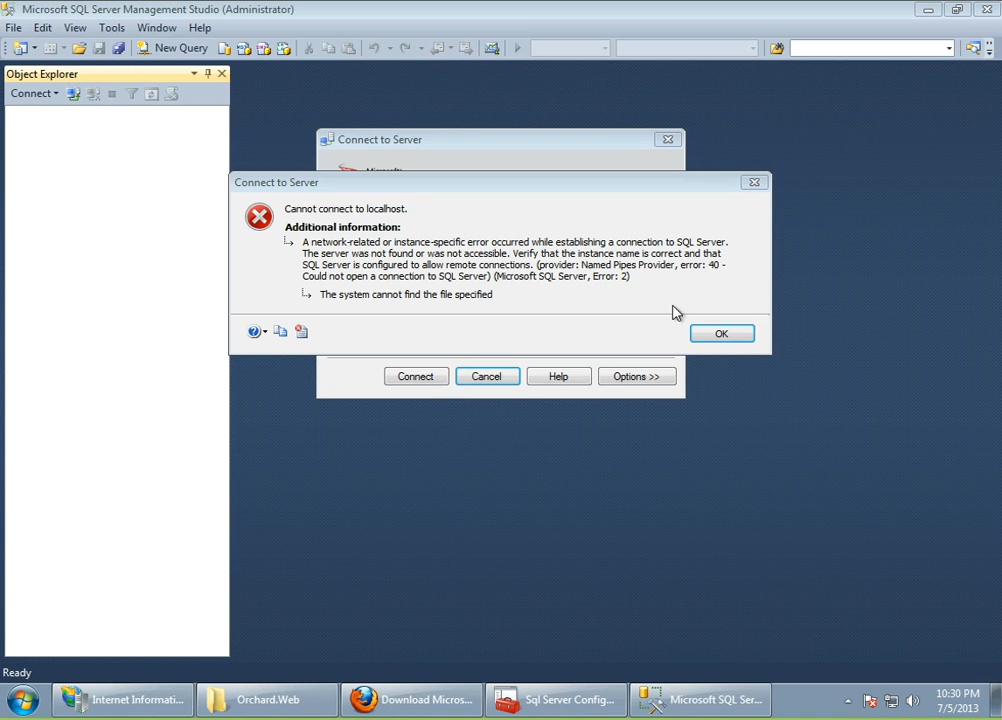 Microsoft SQL Server Management Studio (Administrator)
File Edit View Tools Window Help
New Query
Object Explorer
Connect
Connect to Server
Connect to Server
Cannot connect to localhost.
Additional information:
A network-related or instance-specific error occurred while establishing a connection to SQL Server.
The server was not found or was not accessible. Verify that the instance name is correct and that
SQL Server is configured to allow remote connections. (provider: Named Pipes Provider, error: 40 -
Could not open a connection to SQL Server) (Microsoft SQL Server, Error: 2)
The system cannot find the file specified
OK
Connect Cancel Help Options >>
Ready
Internet Informati... Orchard.Web Download Micros... Sql Server Config... Microsoft SQL Ser...
10:30 PM
7/5/2013